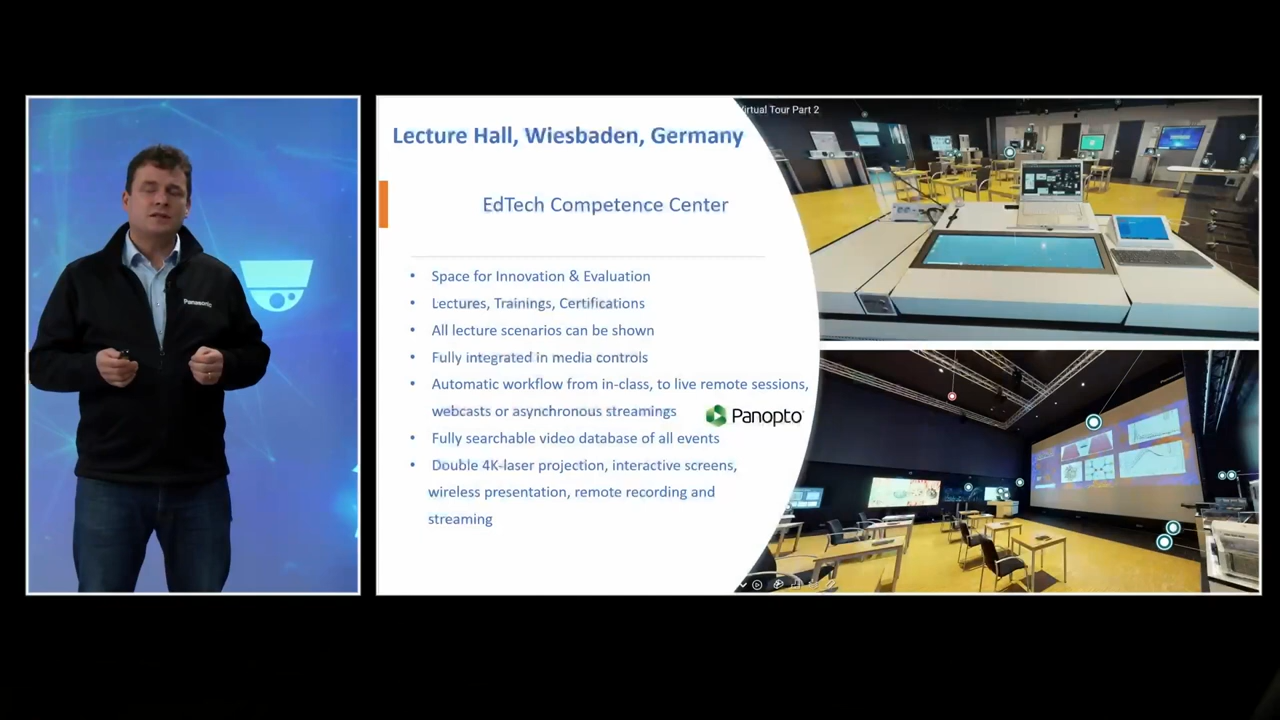 Lecture Hall, Wiesbaden, Germany
EdTech Competence Center
• Space for Innovation & Evaluation
• Lectures, Trainings, Certifications
• All lecture scenarios can be shown
• Fully integrated in media controls
• Automatic workflow from in-class, to live remote sessions,
webcasts or asynchronous streamings
Panopto
• Fully searchable video database of all events
• Double 4K-laser projection, interactive screens,
wireless presentation, remote recording and
streaming
Virtual Tour Part 2
Panasonic